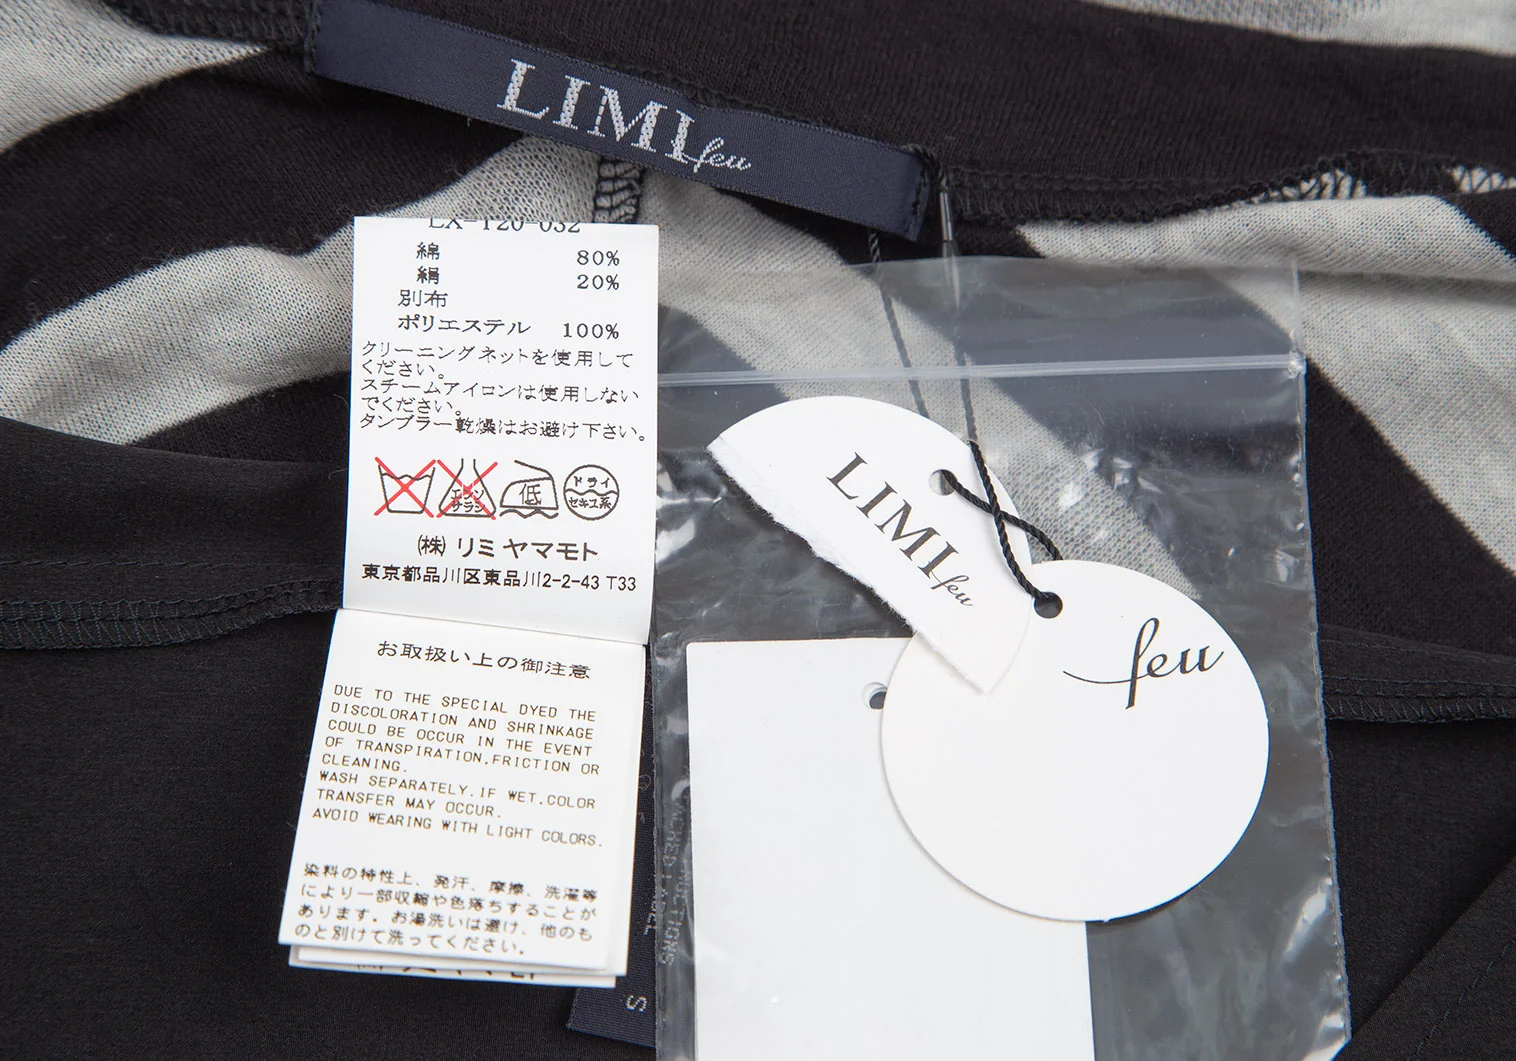 LIMI feu
LX-T20-032
綿 80%
絹 20%
別布
ポリエステル 100%
クリーニングネットを使用して
ください。
スチームアイロンは使用しない
でください。
タンブラー乾燥はお避け下さい。
エンソ
サラシ
低
ドライ
セキユ系
㈱ リミ ヤマモト
東京都品川区東品川2-2-43 T33
お取扱い上の御注意
DUE TO THE SPECIAL DYED THE
DISCOLORATION AND SHRINKAGE
COULD BE OCCUR IN THE EVENT
OF TRANSPIRATION,FRICTION OR
CLEANING.
WASH SEPARATELY.IF WET,COLOR
TRANSFER MAY OCCUR.
AVOID WEARING WITH LIGHT COLORS.
染料の特性上、発汗、摩擦、洗濯等
により一部収縮や色落ちすることが
あります。お湯洗いは避け、他のも
のと別けて洗ってください。
S
LIMI feu
feu